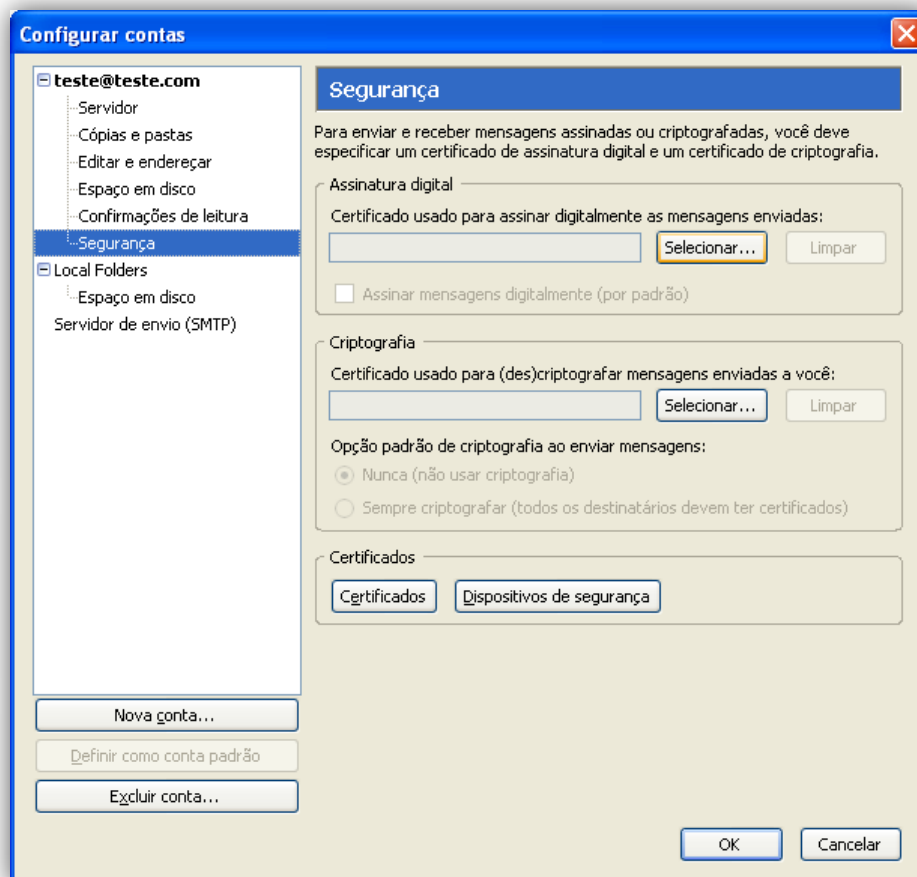 Configurar contas
teste@teste.com
Servidor
Cópias e pastas
Editar e endereçar
Espaço em disco
Confirmações de leitura
Segurança
Local Folders
Espaço em disco
Servidor de envio (SMTP)
Nova conta...
Definir como conta padrão
Excluir conta...
Segurança
Para enviar e receber mensagens assinadas ou criptografadas, você deve
especificar um certificado de assinatura digital e um certificado de criptografia.
Assinatura digital
Certificado usado para assinar digitalmente as mensagens enviadas:
Selecionar... Limpar
Assinar mensagens digitalmente (por padrão)
Criptografia
Certificado usado para (des)criptografar mensagens enviadas a você:
Selecionar... Limpar
Opção padrão de criptografia ao enviar mensagens:
Nunca (não usar criptografia)
Sempre criptografar (todos os destinatários devem ter certificados)
Certificados
Certificados Dispositivos de segurança
OK Cancelar